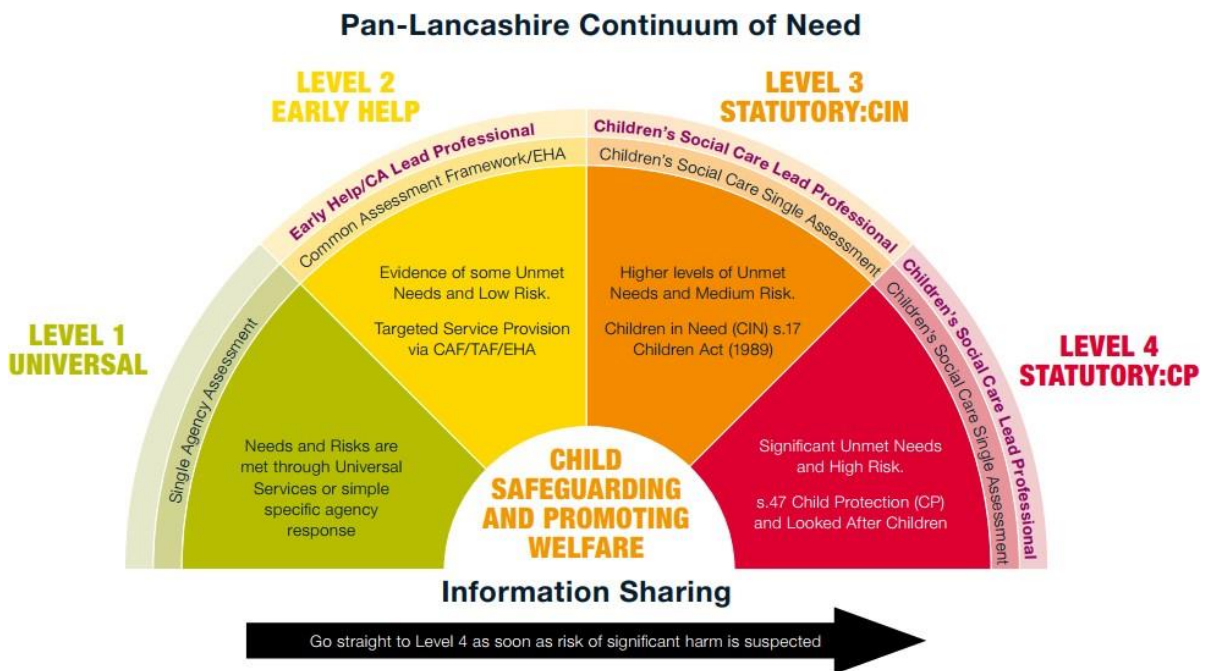 Pan-Lancashire Continuum of Need
LEVEL 1
UNIVERSAL
Single Agency Assessment
Needs and Risks are
met through Universal
Services or simple
specific agency
response
LEVEL 2
EARLY HELP
Early Help/CA Lead Professional
Common Assessment Framework/EHA
Evidence of some Unmet
Needs and Low Risk.
Targeted Service Provision
via CAF/TAF/EHA
LEVEL 3
STATUTORY:CIN
Children's Social Care Lead Professional
Children's Social Care Single Assessment
Higher levels of Unmet
Needs and Medium Risk.
Children in Need (CIN) s.17
Children Act (1989)
LEVEL 4
STATUTORY:CP
Children's Social Care Lead Professional
Children's Social Care Single Assessment
Significant Unmet Needs
and High Risk.
s.47 Child Protection (CP)
and Looked After Children
CHILD
SAFEGUARDING
AND PROMOTING
WELFARE
Information Sharing
Go straight to Level 4 as soon as risk of significant harm is suspected